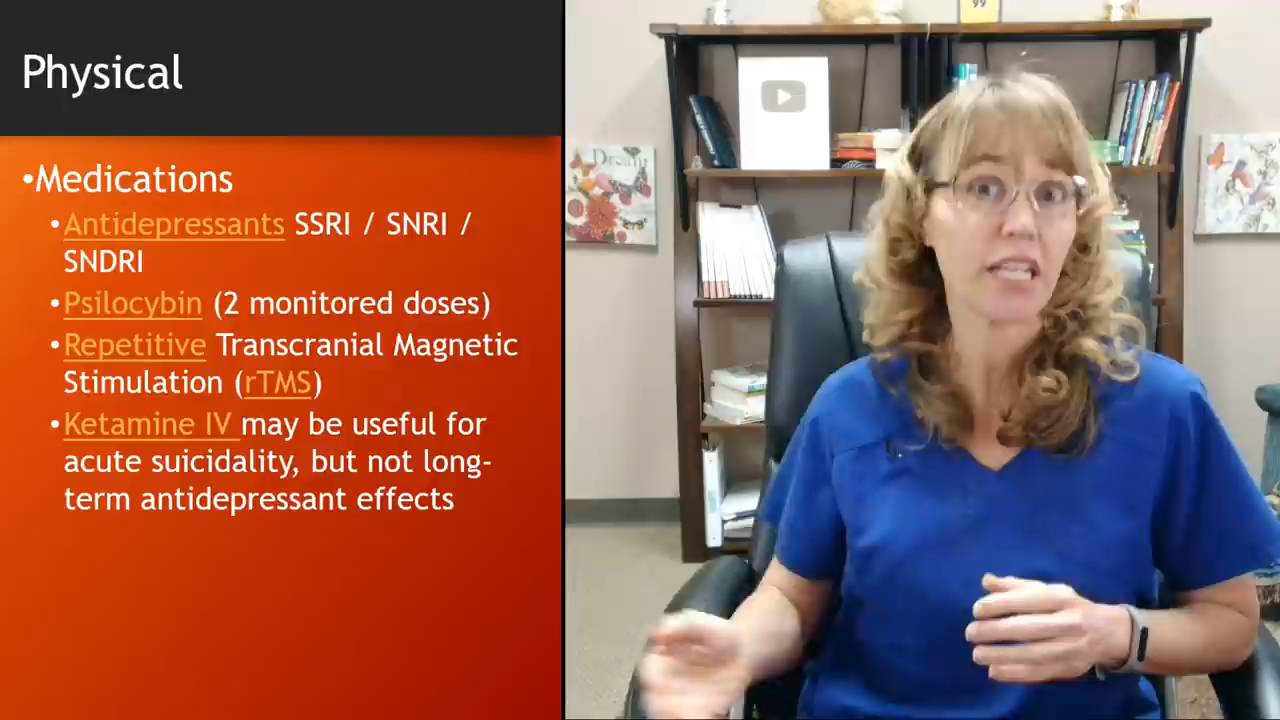 Physical
•Medications
•Antidepressants SSRI / SNRI /
SNDRI
•Psilocybin (2 monitored doses)
•Repetitive Transcranial Magnetic
Stimulation (rTMS)
•Ketamine IV may be useful for
acute suicidality, but not long-
term antidepressant effects
Dream